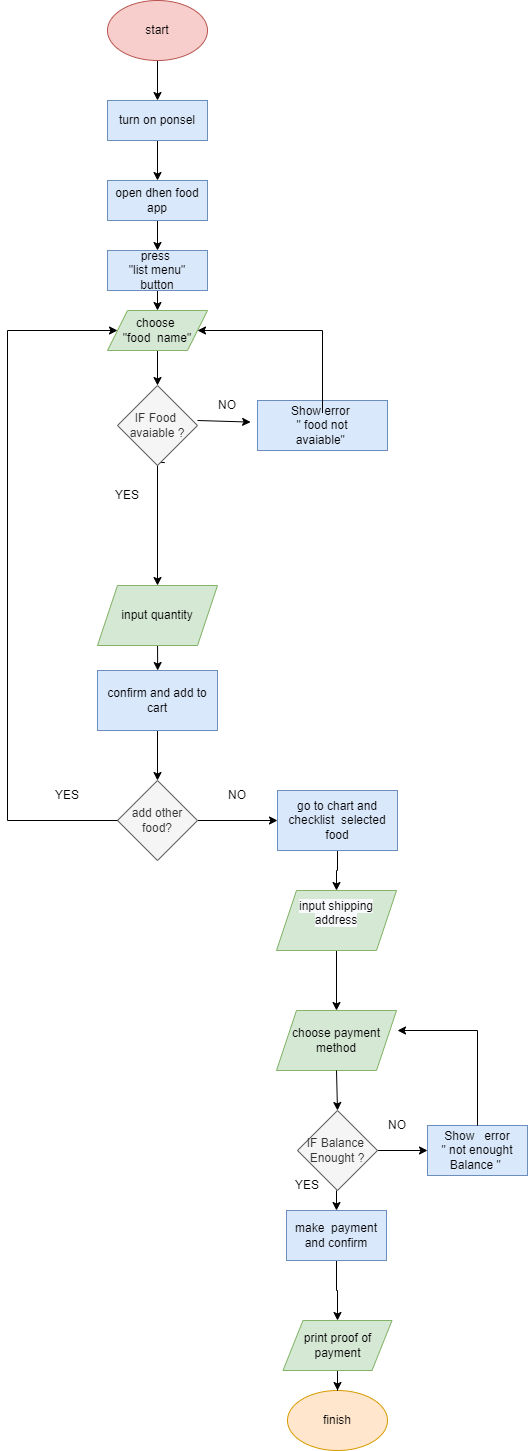 start
turn on ponsel
open dhen food
app
press
"list menu"
button
choose
"food name"
IF Food
avaiable ?
NO
Show error
" food not
avaiable"
YES
input quantity
confirm and add to
cart
YES
add other
food?
NO
go to chart and
checklist selected
food
input shipping
address
choose payment
method
IF Balance
Enought ?
NO
Show error
" not enought
Balance "
YES
make payment
and confirm
print proof of
payment
finish